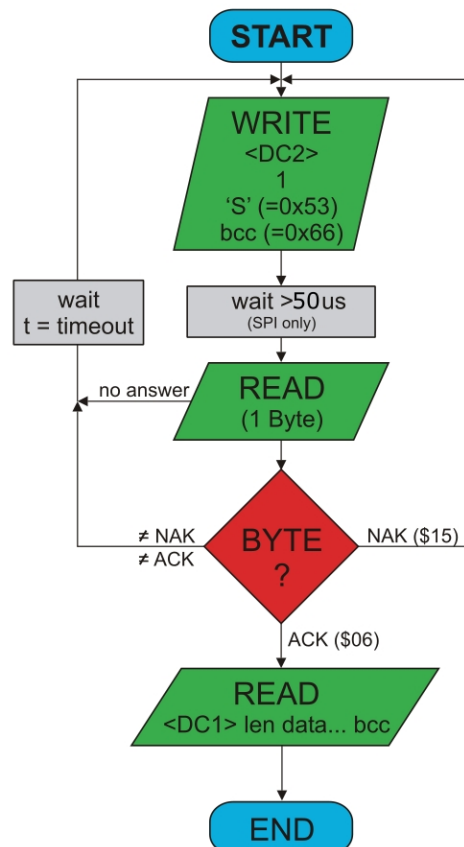 START
WRITE
<DC2>
1
‘S’ (=0x53)
bcc (=0x66)
wait
t = timeout
wait >50us
(SPI only)
no answer
READ
(1 Byte)
≠ NAK
≠ ACK
BYTE
?
NAK ($15)
ACK ($06)
READ
<DC1> len data... bcc
END